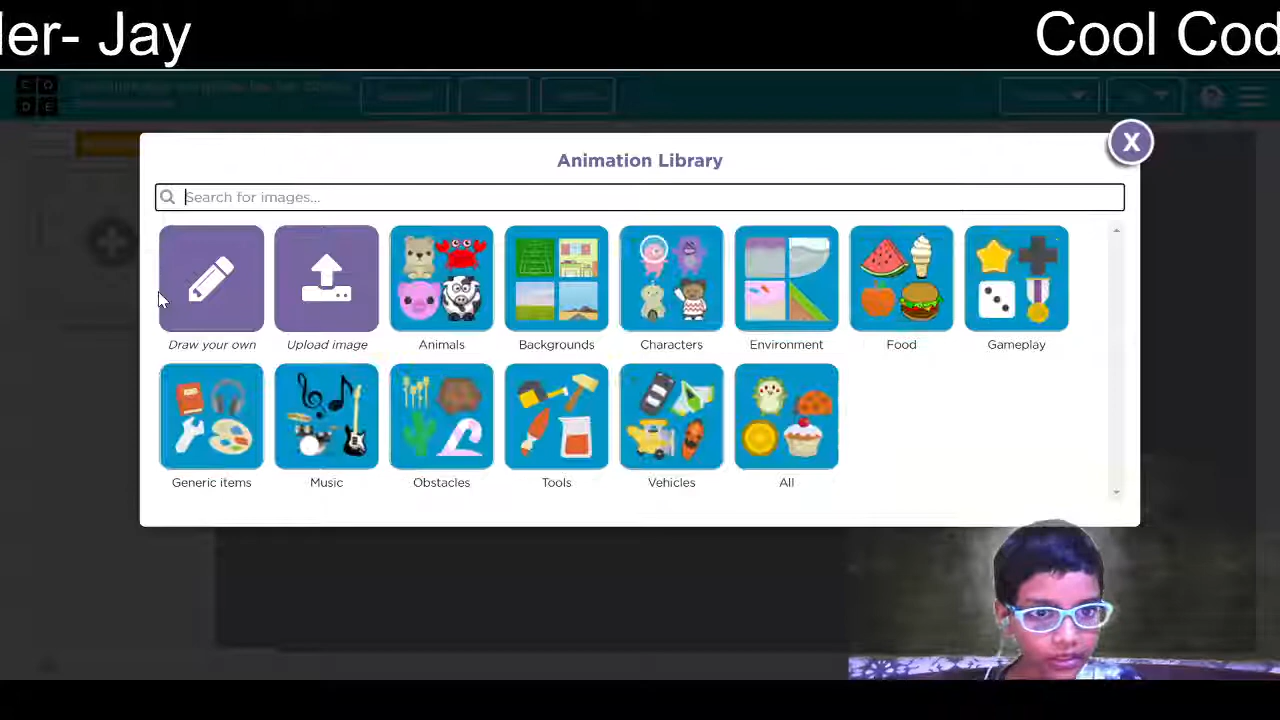 ler- Jay
Cool Cod
C O
D E
Animation Library
X
Search for images...
Draw your own
Upload image
Animals
Backgrounds
Characters
Environment
Food
Gameplay
Generic items
Music
Obstacles
Tools
Vehicles
All